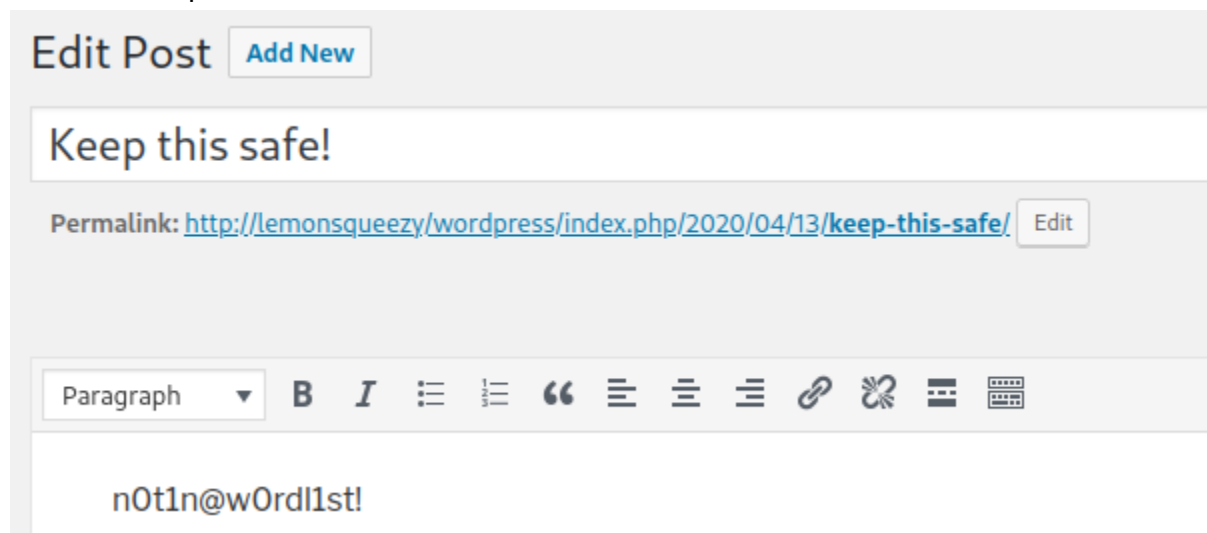 Edit Post Add New
Keep this safe!
Permalink: http://lemonsqueezy/wordpress/index.php/2020/04/13/keep-this-safe/ Edit
Paragraph
n0t1n@w0rdl1st!